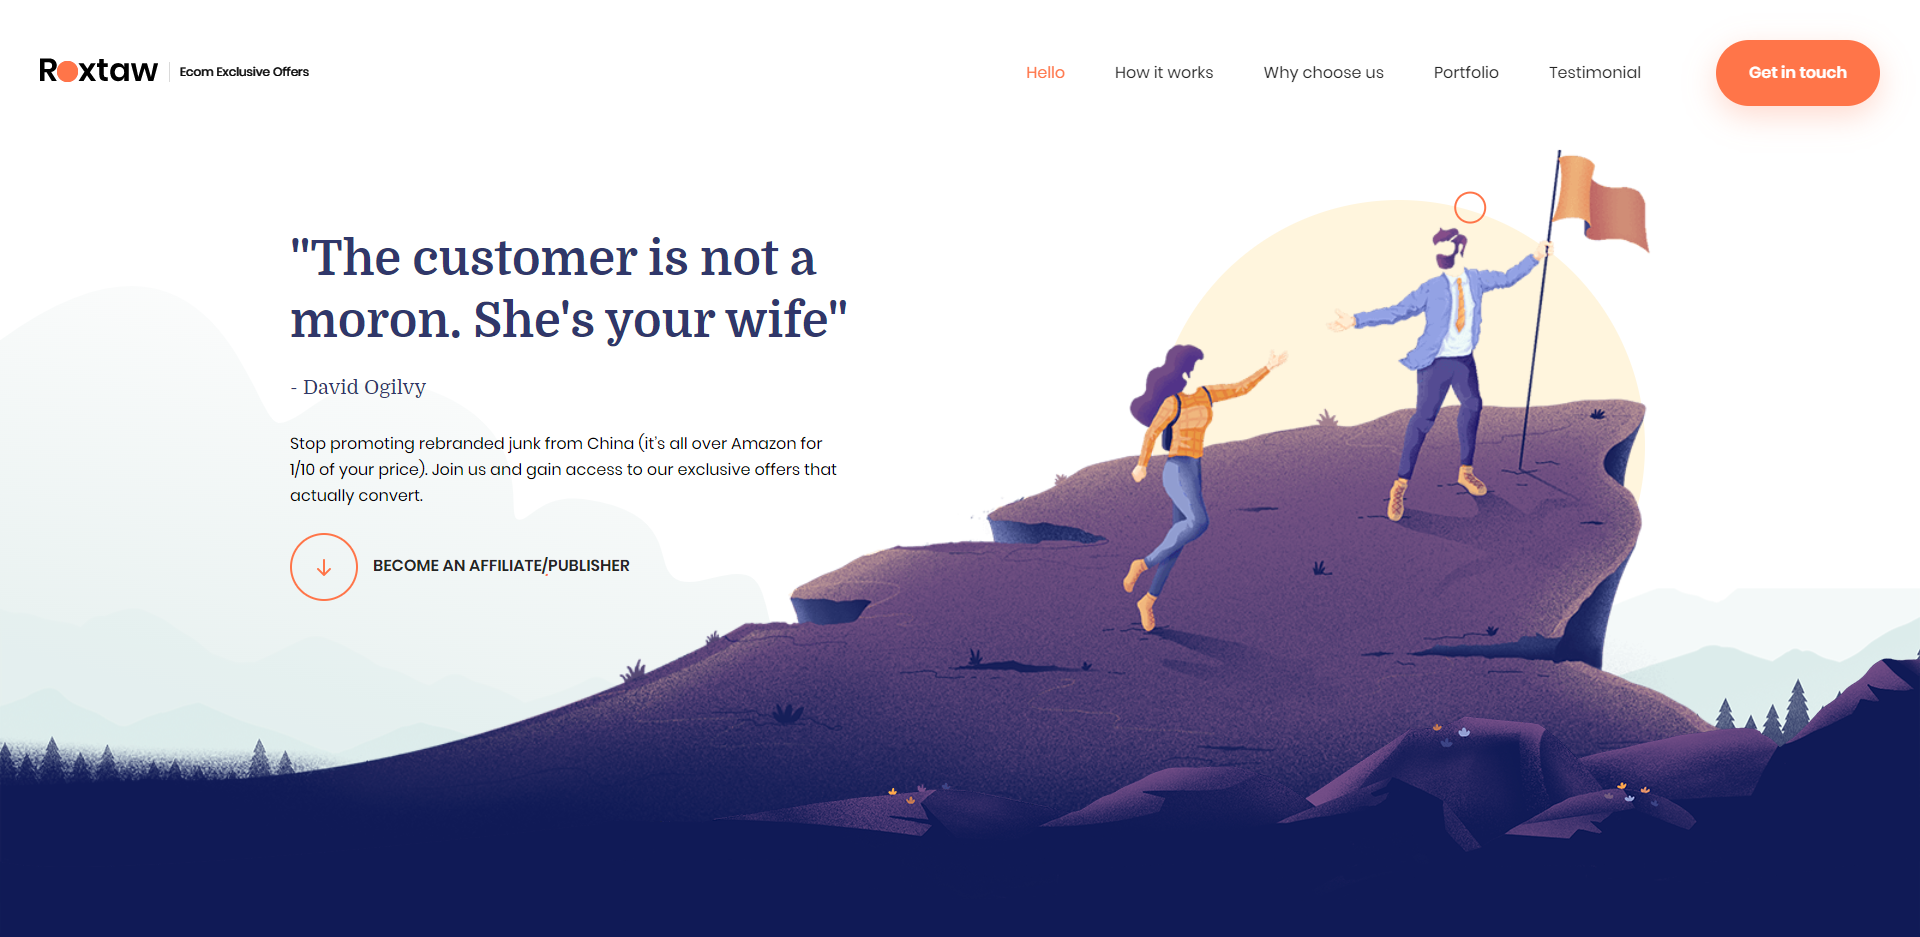 Roxtaw
Ecom Exclusive Offers
Hello
How it works
Why choose us
Portfolio
Testimonial
Get in touch
"The customer is not a
moron. She's your wife"
- David Ogilvy
Stop promoting rebranded junk from China (it's all over Amazon for
1/10 of your price). Join us and gain access to our exclusive offers that
actually convert.
BECOME AN AFFILIATE/PUBLISHER